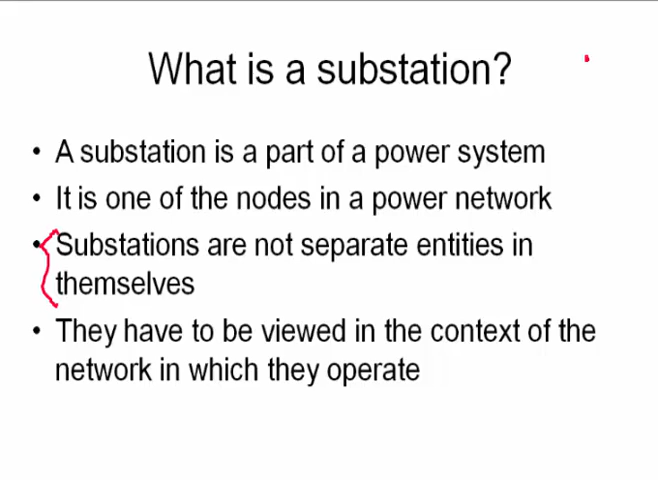 What is a substation?
• A substation is a part of a power system
• It is one of the nodes in a power network
• Substations are not separate entities in
themselves
• They have to be viewed in the context of the
network in which they operate